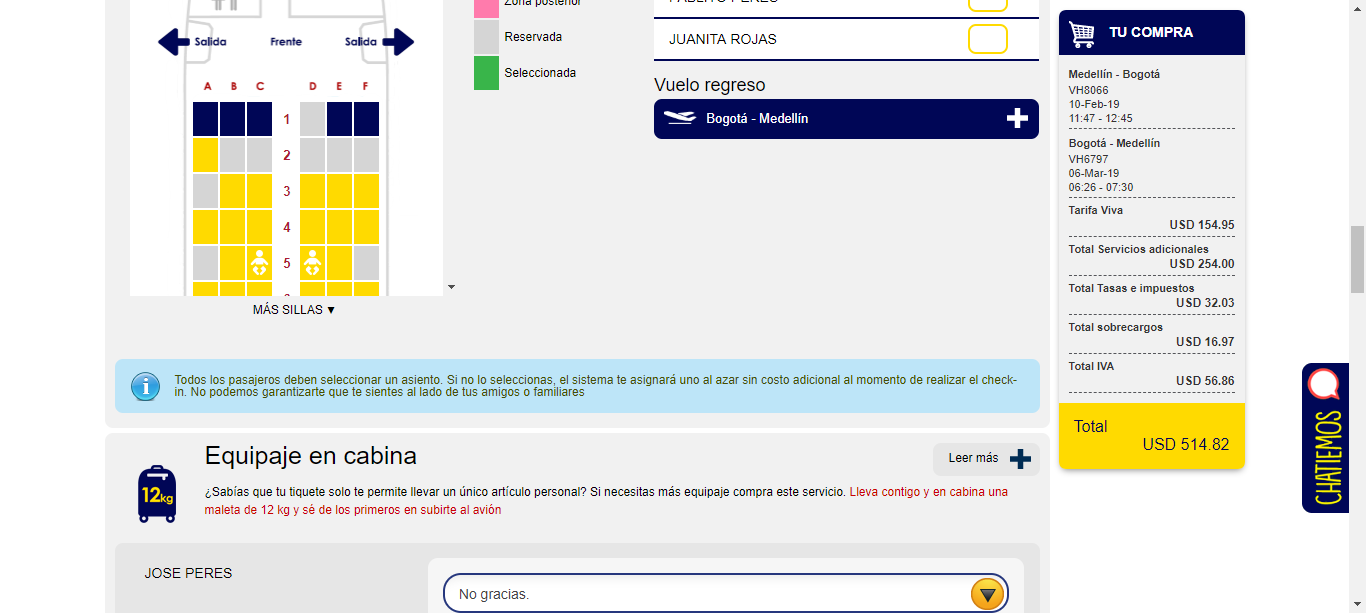 Zona posterior
Reservada
Seleccionada
Salida
Frente
Salida
A B C D E F
1
2
3
4
5
MÁS SILLAS ▼
JUANITA ROJAS
Vuelo regreso
Bogotá - Medellín
Todos los pasajeros deben seleccionar un asiento. Si no lo seleccionas, el sistema te asignará uno al azar sin costo adicional al momento de realizar el check-
in. No podemos garantizarte que te sientes al lado de tus amigos o familiares
Equipaje en cabina
Leer más
12kg
¿Sabías que tu tiquete solo te permite llevar un único artículo personal? Si necesitas más equipaje compra este servicio. Lleva contigo y en cabina una
maleta de 12 kg y sé de los primeros en subirte al avión
JOSE PERES
No gracias.
TU COMPRA
Medellín - Bogotá
VH8066
10-Feb-19
11:47 - 12:45
Bogotá - Medellín
VH6797
06-Mar-19
06:26 - 07:30
Tarifa Viva
USD 154.95
Total Servicios adicionales
USD 254.00
Total Tasas e impuestos
USD 32.03
Total sobrecargos
USD 16.97
Total IVA
USD 56.86
Total
USD 514.82
CHATIEMOS